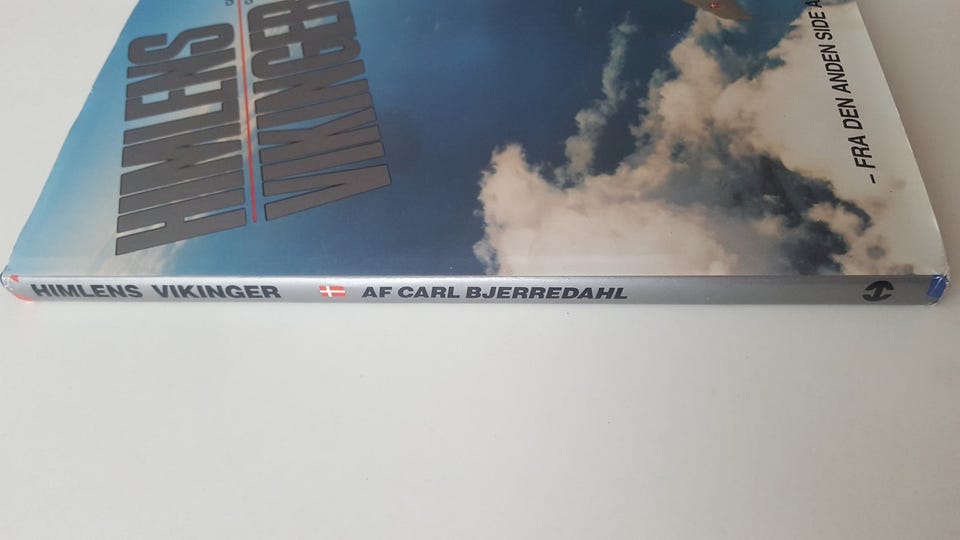 HIMLENS
VIKINGER
– FRA DEN ANDEN SIDE
HIMLENS VIKINGER AF CARL BJERREDAHL